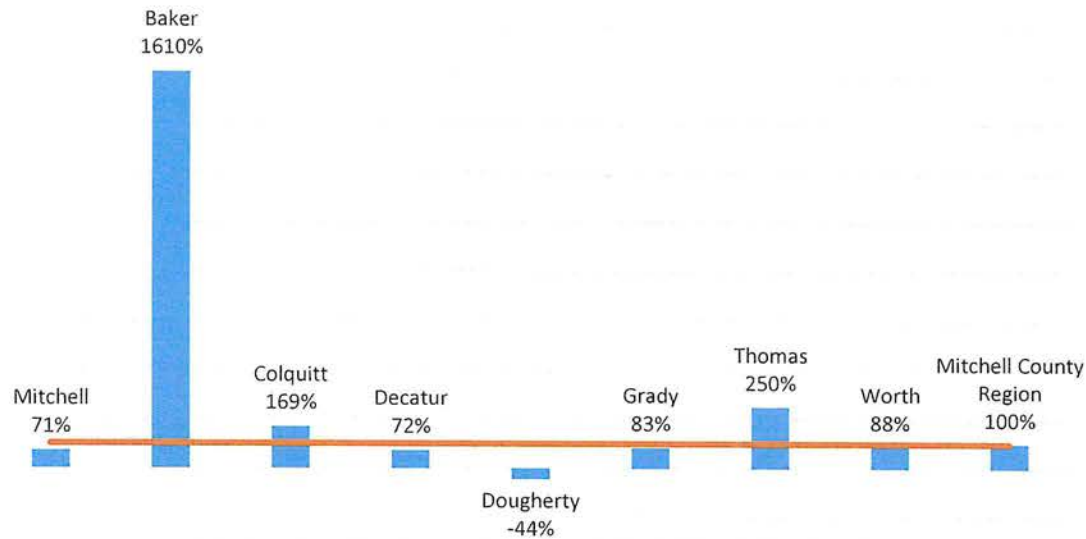 Baker
1610%
Mitchell
71%
Colquitt
169%
Decatur
72%
Dougherty
-44%
Grady
83%
Thomas
250%
Worth
88%
Mitchell County
Region
100%